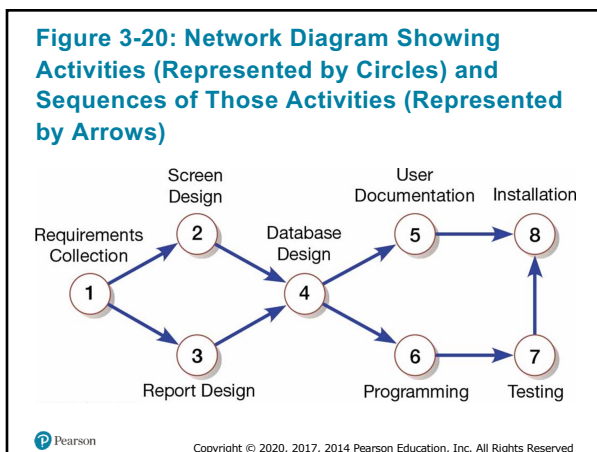 Figure 3-20: Network Diagram Showing
Activities (Represented by Circles) and
Sequences of Those Activities (Represented
by Arrows)
Screen
Design
User
Documentation
Installation
Requirements
Collection
2
Database
Design
5
8
1
4
3
6
7
Report Design
Programming
Testing
P Pearson
Copyright © 2020, 2017, 2014 Pearson Education, Inc. All Rights Reserved